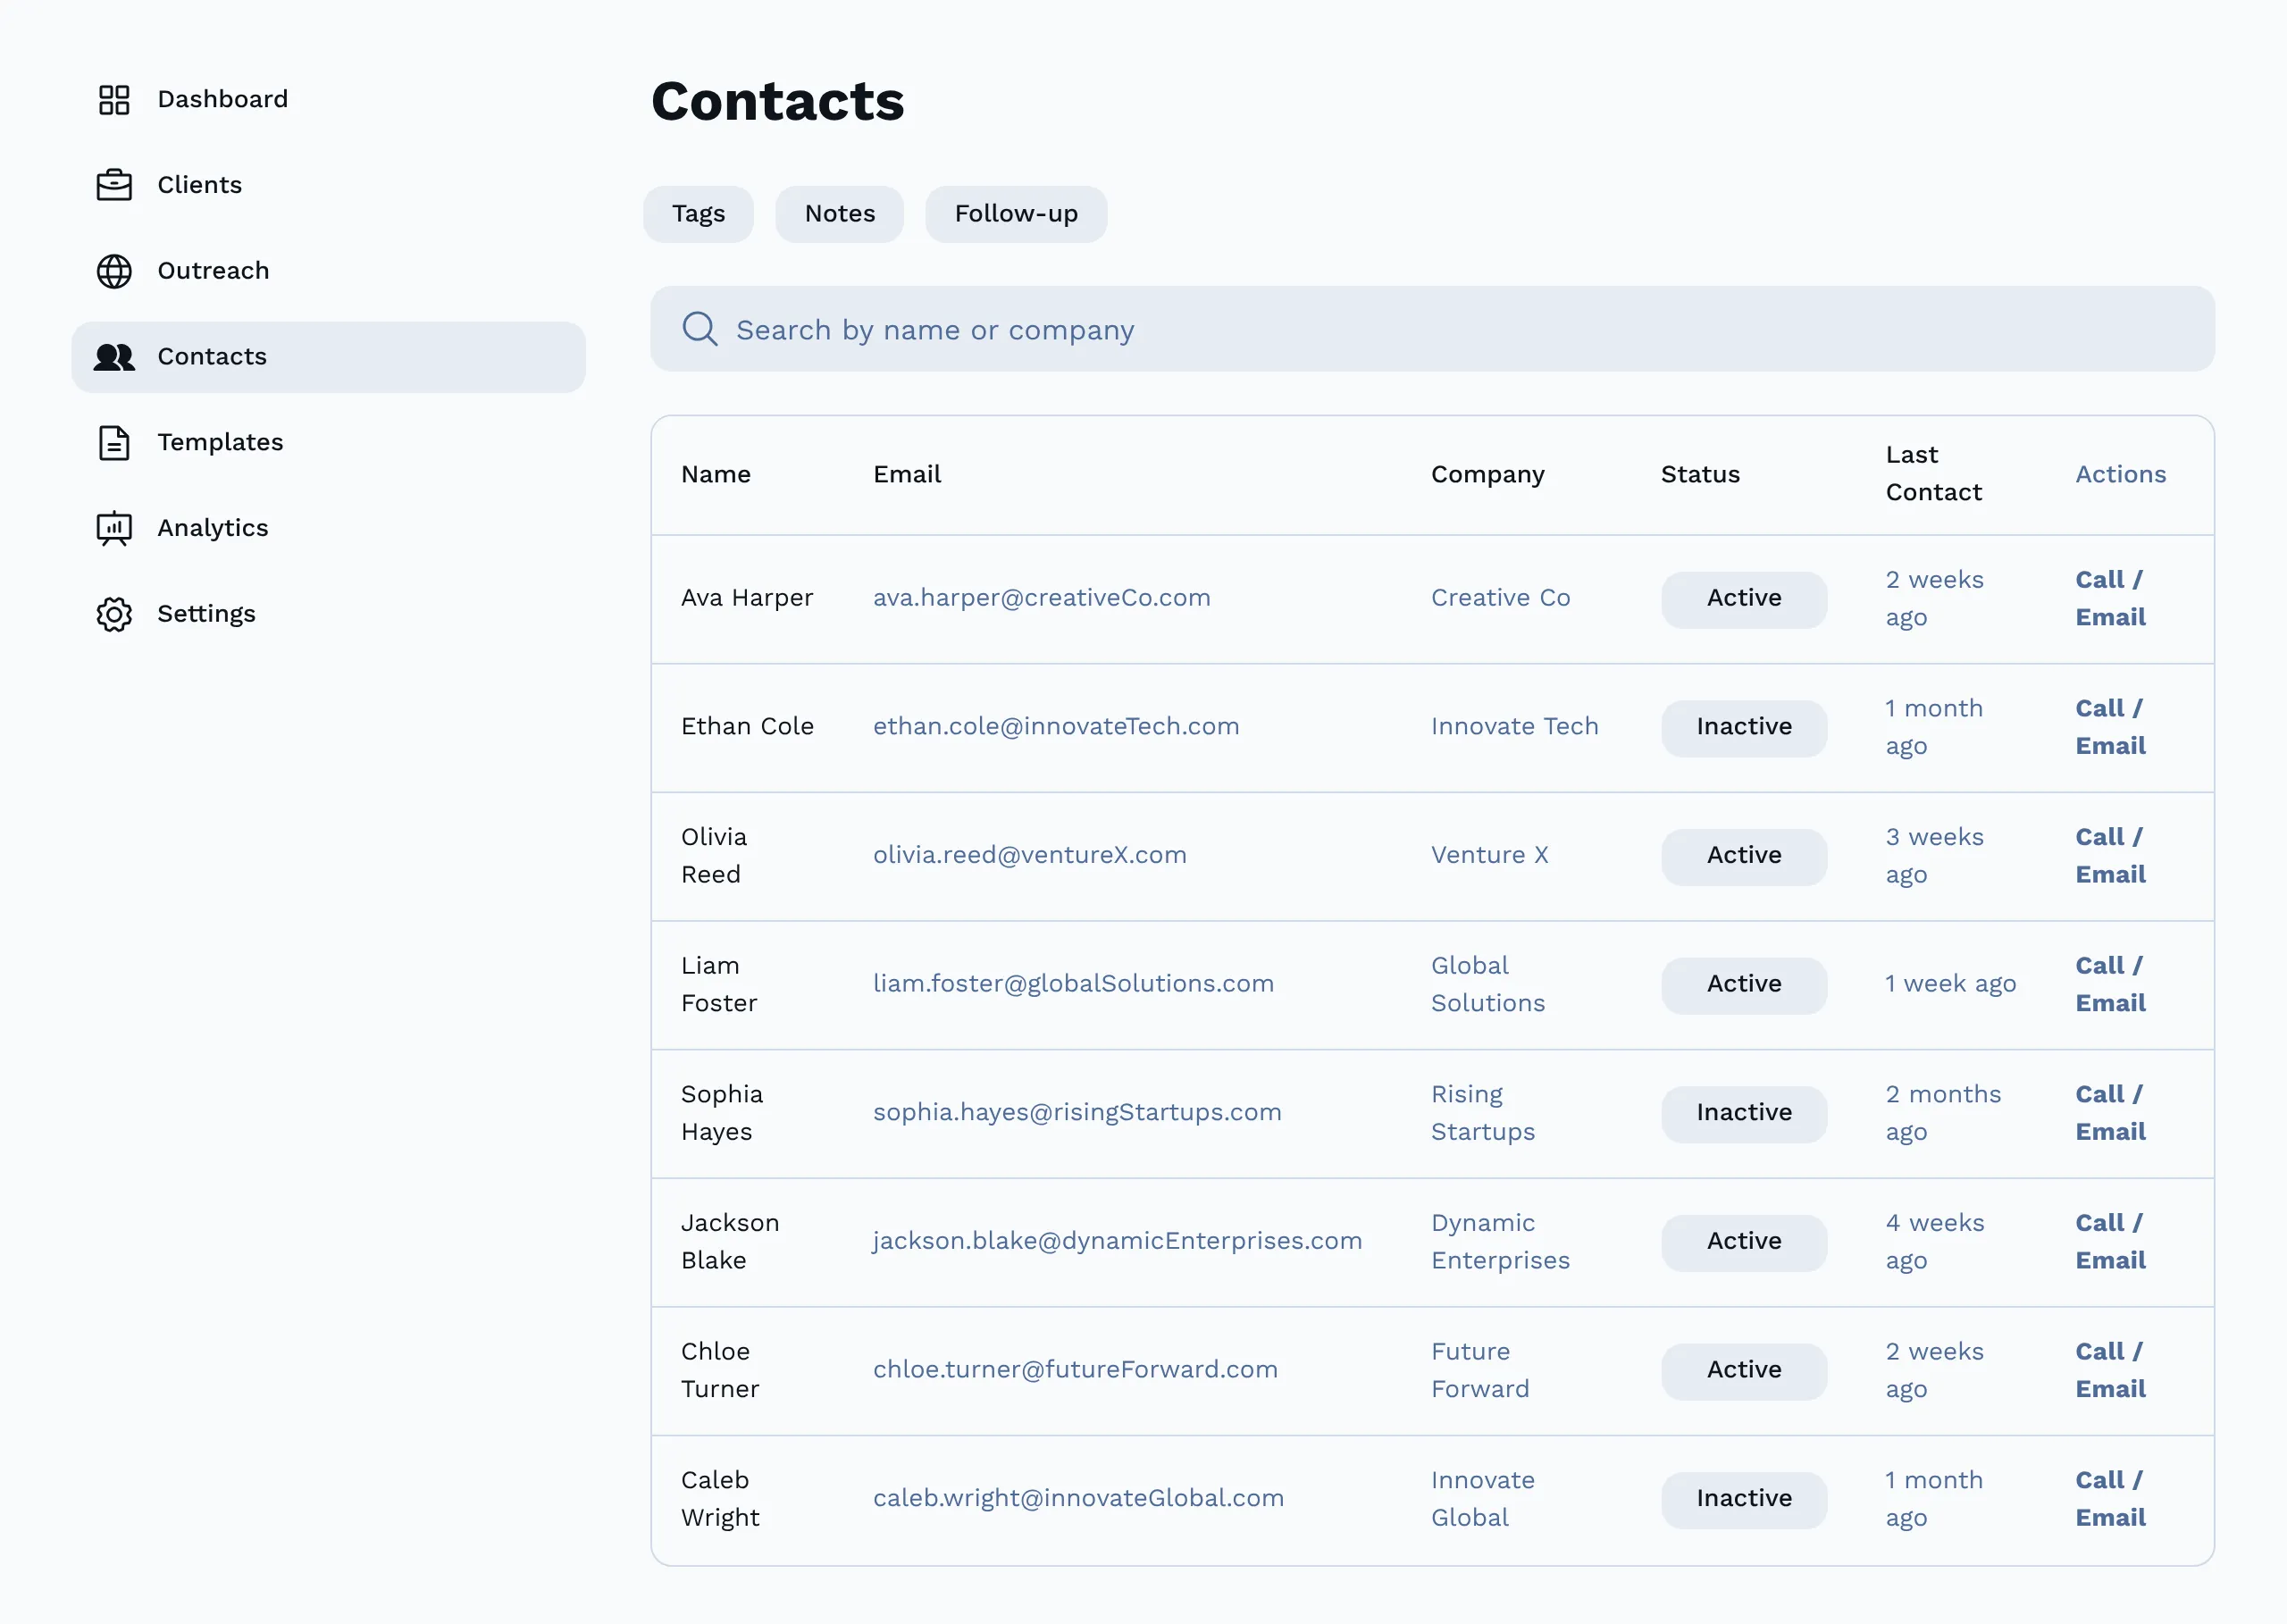 Dashboard
Clients
Outreach
Contacts
Templates
Analytics
Settings
Contacts
Tags
Notes
Follow-up
Search by name or company
Name
Email
Company
Status
Last
Contact
Actions
Ava Harper
ava.harper@creativeCo.com
Creative Co
Active
2 weeks
ago
Call /
Email
Ethan Cole
ethan.cole@innovateTech.com
Innovate Tech
Inactive
1 month
ago
Call /
Email
Olivia
Reed
olivia.reed@ventureX.com
Venture X
Active
3 weeks
ago
Call /
Email
Liam
Foster
liam.foster@globalSolutions.com
Global
Solutions
Active
1 week ago
Call /
Email
Sophia
Hayes
sophia.hayes@risingStartups.com
Rising
Startups
Inactive
2 months
ago
Call /
Email
Jackson
Blake
jackson.blake@dynamicEnterprises.com
Dynamic
Enterprises
Active
4 weeks
ago
Call /
Email
Chloe
Turner
chloe.turner@futureForward.com
Future
Forward
Active
2 weeks
ago
Call /
Email
Caleb
Wright
caleb.wright@innovateGlobal.com
Innovate
Global
Inactive
1 month
ago
Call /
Email